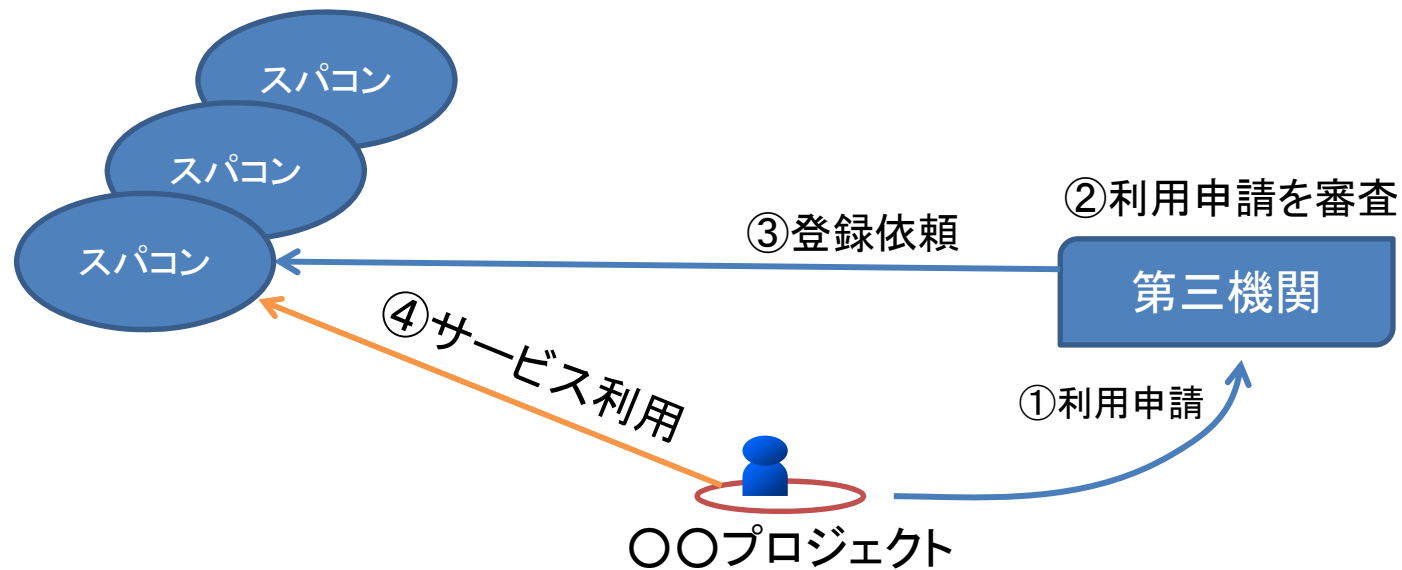 スパコン
スパコン
スパコン
②利用申請を審査
③登録依頼
第三機関
④サービス利用
①利用申請
〇〇プロジェクト